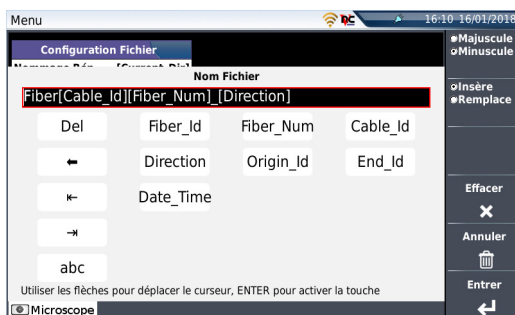 Menu
16:10 16/01/2018
Configuration Fichier
Nom Fichier
Fiber[Cable_Id][Fiber_Num]_[Direction]
Del Fiber_Id Fiber_Num Cable_Id
Direction Origin_Id End_Id
Date_Time
abc
Utiliser les flèches pour déplacer le curseur, ENTER pour activer la touche
Microscope
Majuscule
Minuscule
Insère
Remplace
Effacer
Annuler
Entrer